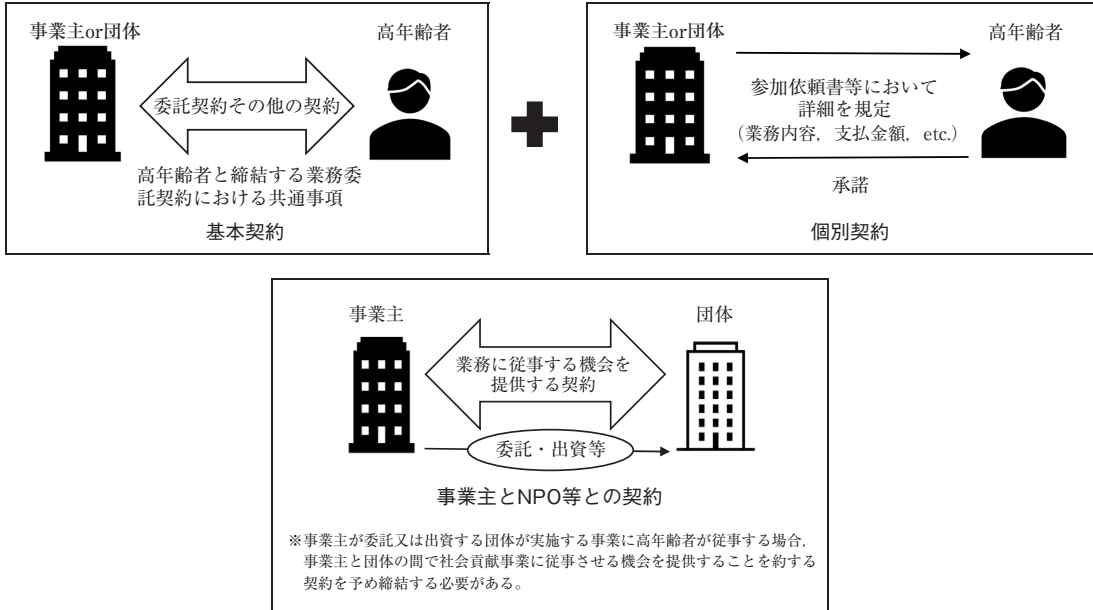 事業主or団体
高年齢者
委託契約その他の契約
高年齢者と締結する業務委
託契約における共通事項
基本契約
事業主or団体
高年齢者
参加依頼書等において
詳細を規定
(業務内容，支払金額，etc.)
承諾
個別契約
事業主
団体
業務に従事する機会を
提供する契約
委託・出資等
事業主とNPO等との契約
※事業主が委託又は出資する団体が実施する事業に高年齢者が従事する場合，
事業主と団体の間で社会貢献事業に従事させる機会を提供することを約する
契約を予め締結する必要がある。